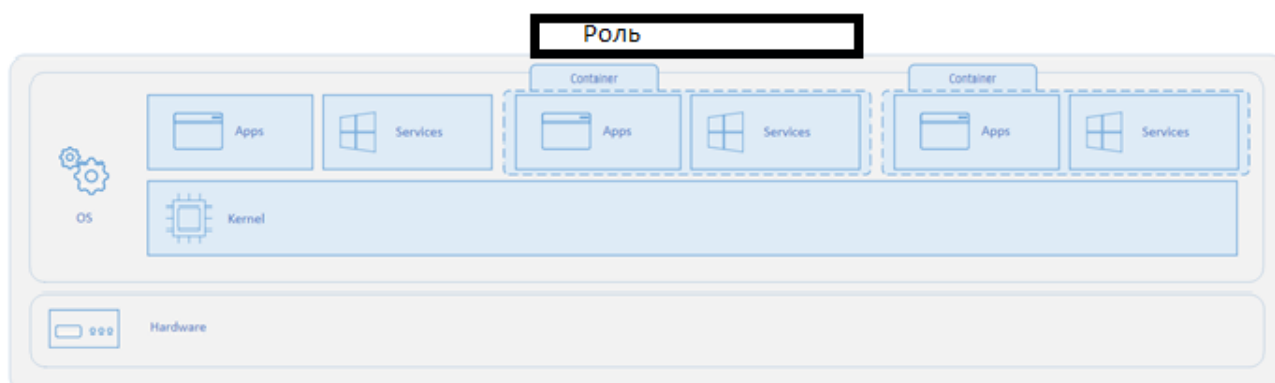 Роль
Container
Container
Apps
Services
Apps
Services
Apps
Services
OS
Kernel
Hardware